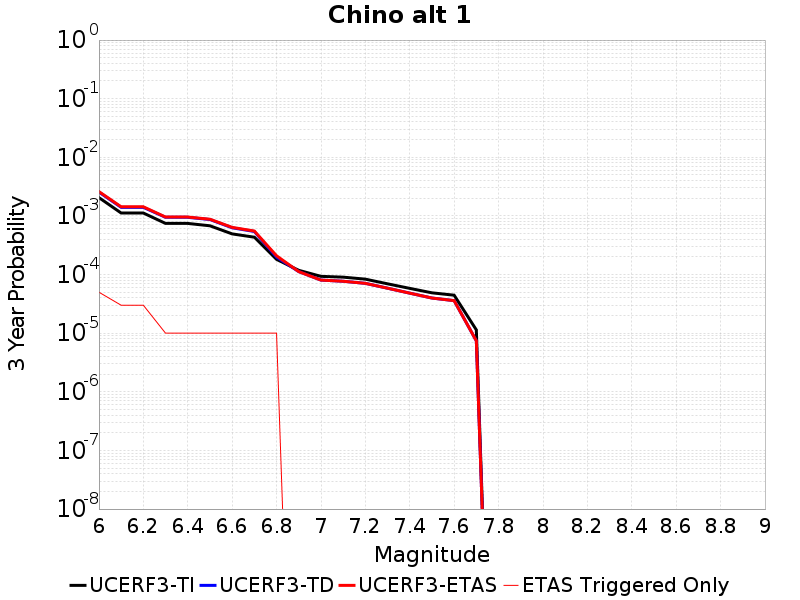 Chino alt 1
3 Year Probability
10^0
10^-1
10^-2
10^-3
10^-4
10^-5
10^-6
10^-7
10^-8
6 6.2 6.4 6.6 6.8 7 7.2 7.4 7.6 7.8 8 8.2 8.4 8.6 8.8 9
Magnitude
UCERF3-TI UCERF3-TD UCERF3-ETAS ETAS Triggered Only